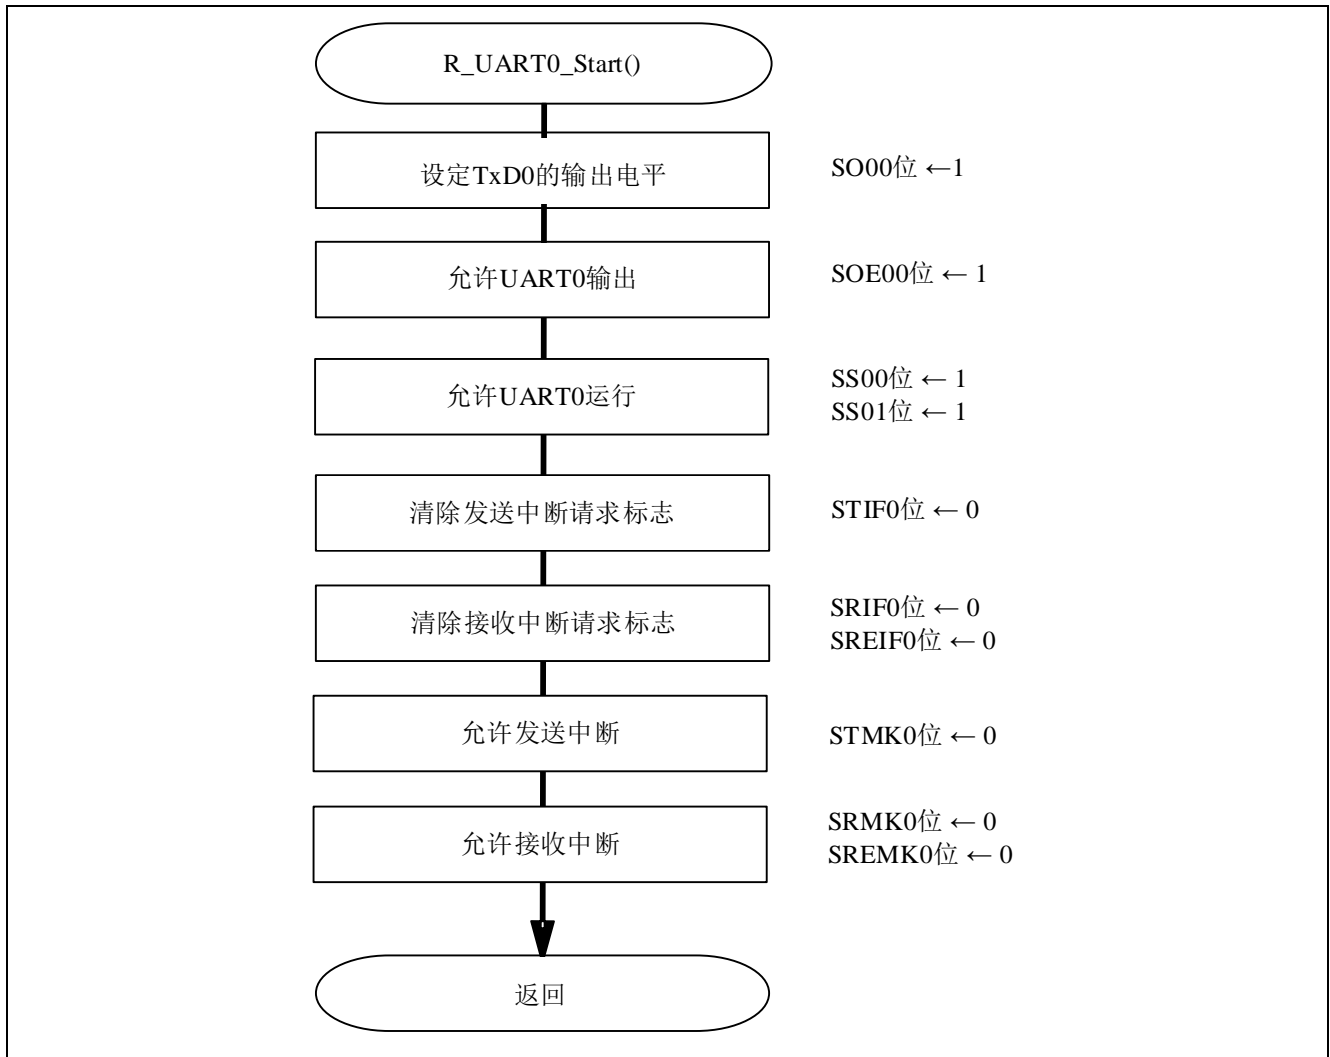 R_UART0_Start()
设定TxD0的输出电平
SO00位 ←1
允许UART0输出
SOE00位 ← 1
允许UART0运行
SS00位 ← 1
SS01位 ← 1
清除发送中断请求标志
STIF0位 ← 0
清除接收中断请求标志
SRIF0位 ← 0
SREIF0位 ← 0
允许发送中断
STMK0位 ← 0
允许接收中断
SRMK0位 ← 0
SREMK0位 ← 0
返回